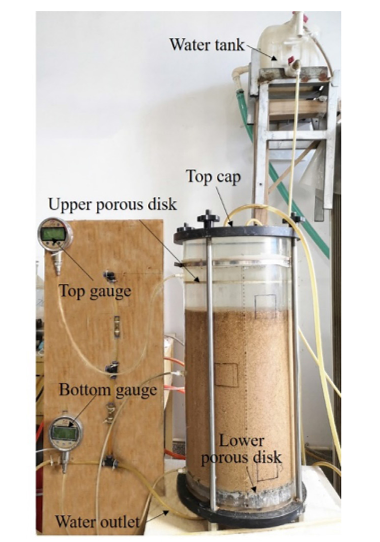 Water tank
Top cap
Upper porous disk
Top gauge
Bottom gauge
Lower
porous disk
Water outlet